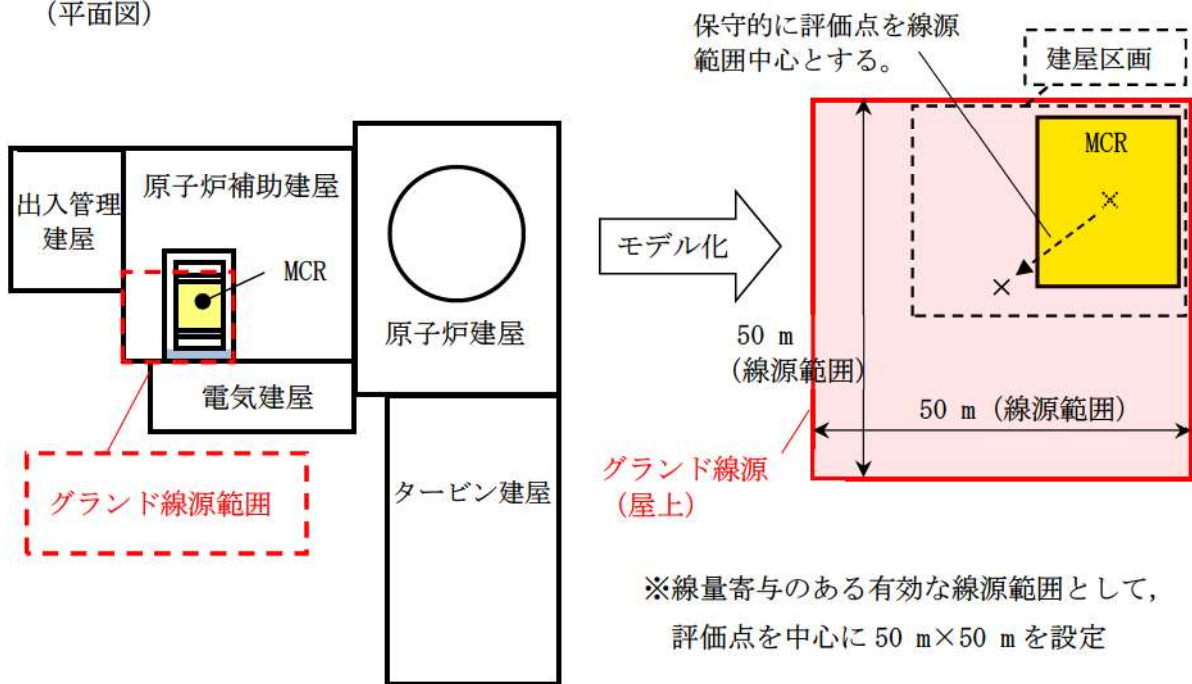 (平面図)
出入管理
建屋
原子炉補助建屋
MCR
原子炉建屋
電気建屋
グランド線源範囲
タービン建屋
モデル化
保守的に評価点を線源
範囲中心とする。
建屋区画
MCR
50 m
(線源範囲)
50 m (線源範囲)
グランド線源
(屋上)
※線量寄与のある有効な線源範囲として,
評価点を中心に 50 m×50 m を設定